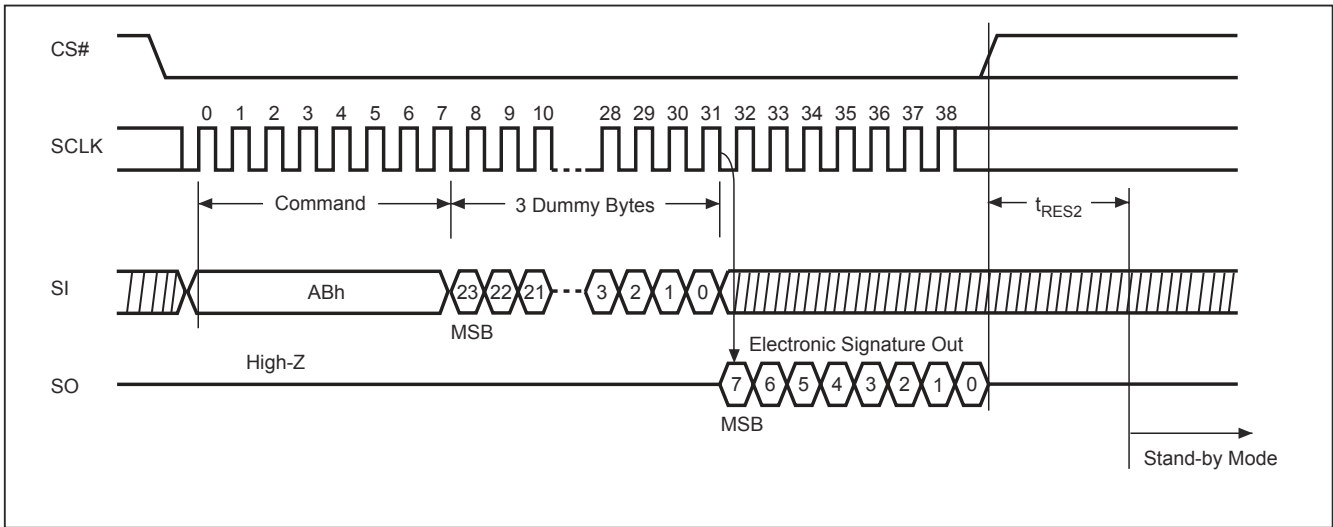 CS#
0 1 2 3 4 5 6 7 8 9 10 28 29 30 31 32 33 34 35 36 37 38
SCLK
Command 3 Dummy Bytes tRES2
SI ABh 23 22 21 3 2 1 0
MSB
High-Z Electronic Signature Out
SO 7 6 5 4 3 2 1 0
MSB
Stand-by Mode